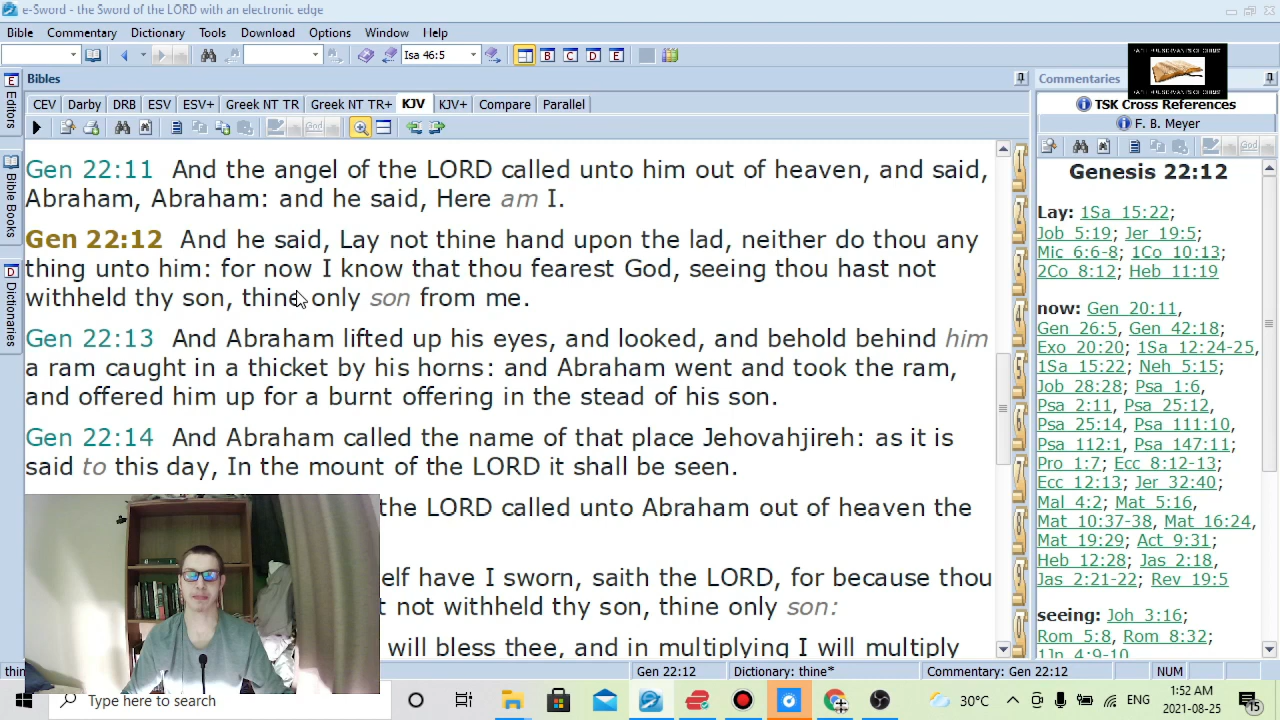 e-Sword - the Sword of the LORD with an electronic edge
Bible Commentary Dictionary Tools Download Options Window Help
Isa 46:5
B C D E
Bibles
Commentaries
CEV Darby DRB ESV ESV+ Greek NT TR Greek NT TR+ KJV KJV+ Compare Parallel
TSK Cross References
F. B. Meyer
God
God
Editors
Bible Books
Dictionaries
Gen 22:11 And the angel of the LORD called unto him out of heaven, and said,
Abraham, Abraham: and he said, Here am I.
Gen 22:12 And he said, Lay not thine hand upon the lad, neither do thou any
thing unto him: for now I know that thou fearest God, seeing thou hast not
withheld thy son, thine only son from me.
Gen 22:13 And Abraham lifted up his eyes, and looked, and behold behind him
a ram caught in a thicket by his horns: and Abraham went and took the ram,
and offered him up for a burnt offering in the stead of his son.
Gen 22:14 And Abraham called the name of that place Jehovahjireh: as it is
said to this day, In the mount of the LORD it shall be seen.
the LORD called unto Abraham out of heaven the
elf have I sworn, saith the LORD, for because thou
t not withheld thy son, thine only son:
will bless thee, and in multiplying I will multiply
Genesis 22:12
Lay: 1Sa 15:22;
Job 5:19; Jer 19:5;
Mic 6:6-8; 1Co 10:13;
2Co 8:12; Heb 11:19
now: Gen 20:11,
Gen 26:5, Gen 42:18;
Exo 20:20; 1Sa 12:24-25,
1Sa 15:22; Neh 5:15;
Job 28:28; Psa 1:6,
Psa 2:11, Psa 25:12,
Psa 25:14, Psa 111:10,
Psa 112:1, Psa 147:11;
Pro 1:7; Ecc 8:12-13,
Ecc 12:13; Jer 32:40;
Mal 4:2; Mat 5:16,
Mat 10:37-38, Mat 16:24,
Mat 19:29; Act 9:31;
Heb 12:28; Jas 2:18,
Jas 2:21-22; Rev 19:5
seeing: Joh 3:16;
Rom 5:8, Rom 8:32;
1Jn 4:9-10
thin
Gen 22:12 Dictionary: thine* Commentary: Gen 22:12 NUM
Type here to search
30°C
ENG
1:52 AM
2021-08-25
15